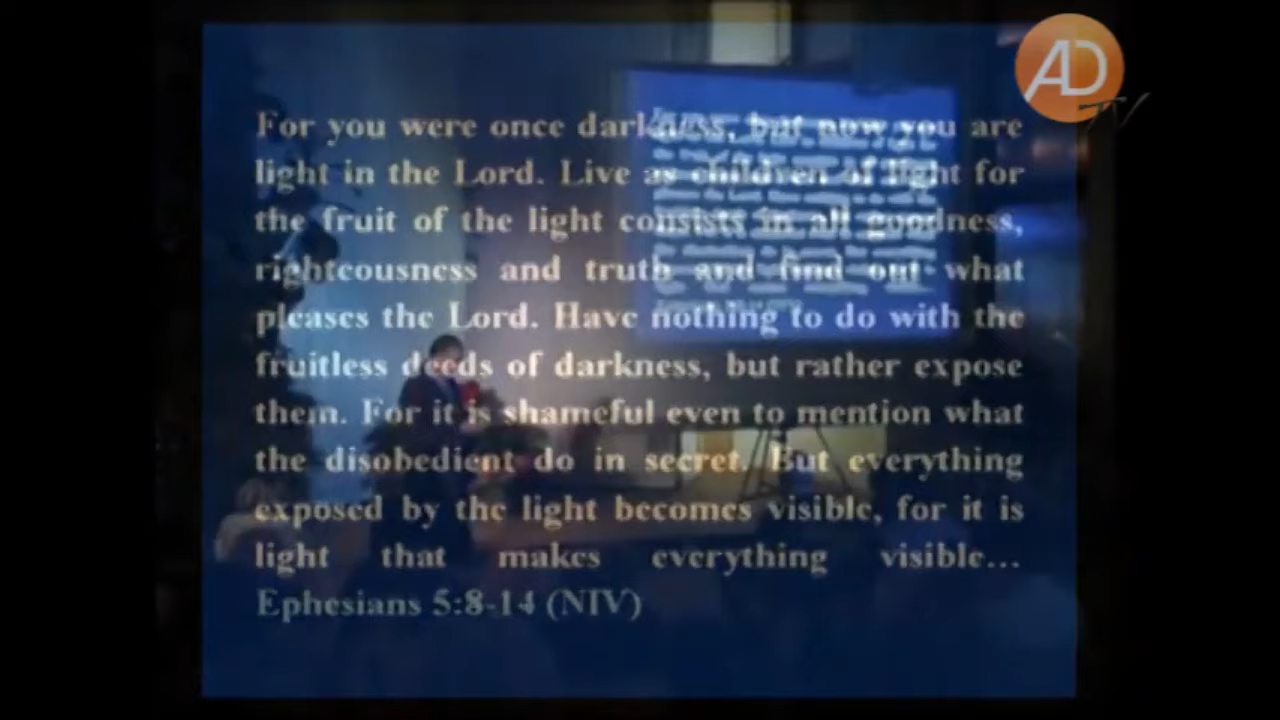 AD
TV
For you were once darkness, but now you are
light in the Lord. Live as children of light for
the fruit of the light consists in all goodness,
righteousness and truth and find out what
pleases the Lord. Have nothing to do with the
fruitless deeds of darkness, but rather expose
them. For it is shameful even to mention what
the disobedient do in secret. But everything
exposed by the light becomes visible, for it is
light that makes everything visible...
Ephesians 5:8-14 (NIV)